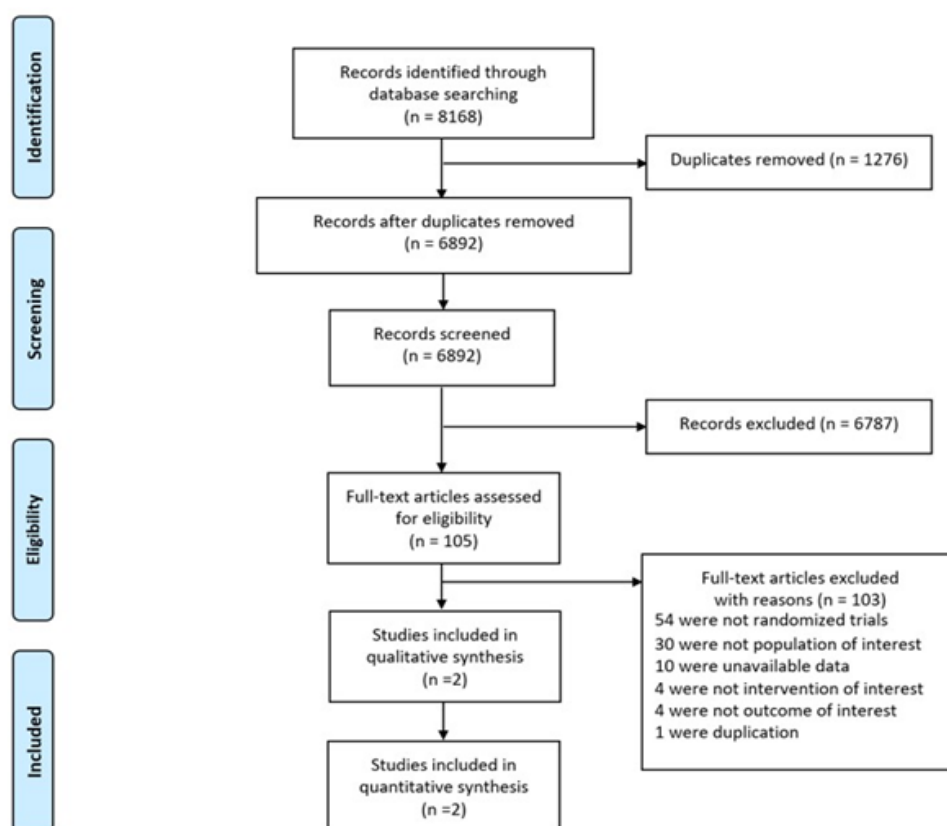 Identification
Records identified through
database searching
(n = 8168)
Duplicates removed (n = 1276)
Records after duplicates removed
(n = 6892)
Screening
Records screened
(n = 6892)
Records excluded (n = 6787)
Eligibility
Full-text articles assessed
for eligibility
(n = 105)
Full-text articles excluded
with reasons (n = 103)
54 were not randomized trials
30 were not population of interest
10 were unavailable data
4 were not intervention of interest
4 were not outcome of interest
1 were duplication
Studies included in
qualitative synthesis
(n =2)
Included
Studies included in
quantitative synthesis
(n =2)